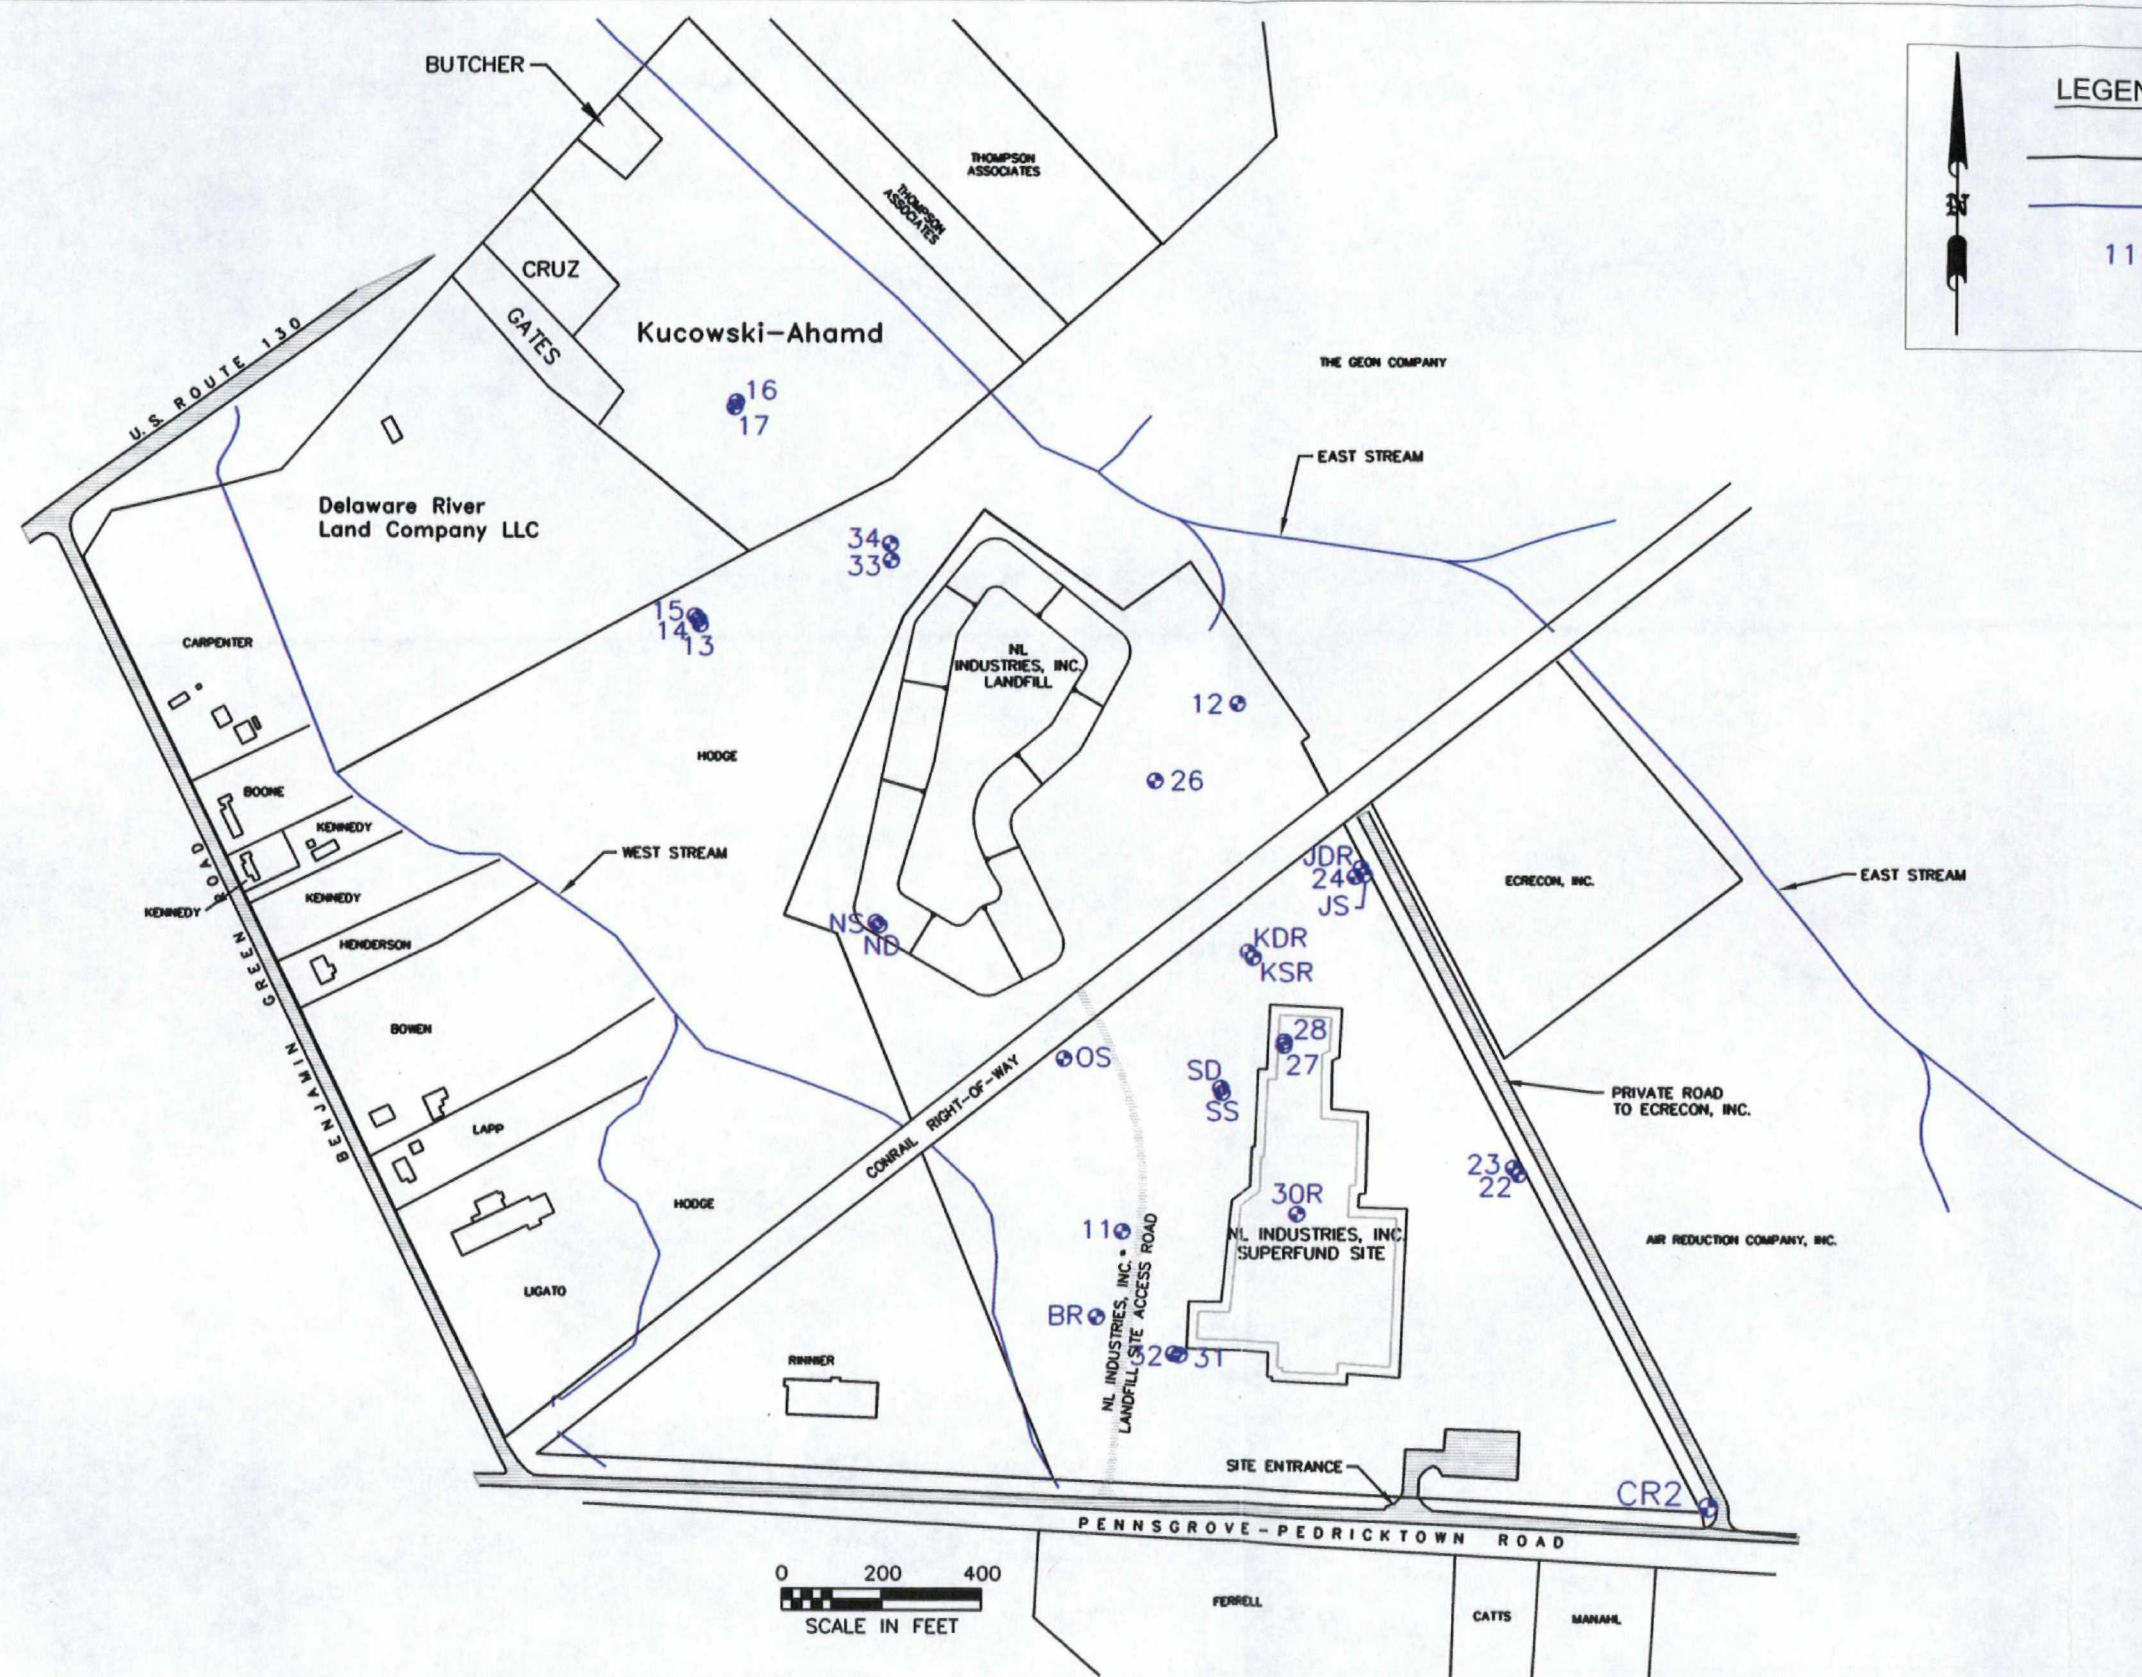 BUTCHER
LEGEN
THOMPSON
ASSOCIATES
THOMPSON
ASSOCIATES
N
11
CRUZ
GATES
Kucowski-Ahamd
U.S. ROUTE 130
THE GEON COMPANY
16
17
EAST STREAM
Delaware River
Land Company LLC
34
33
15
14
13
CARPENTER
NL
INDUSTRIES, INC.
LANDFILL
12
HODGE
26
BOONE
KENNEDY
WEST STREAM
JDR
24
JS
ECRECON, INC.
EAST STREAM
KENNEDY
KENNEDY
NS
ND
HENDERSON
KDR
KSR
BENJAMIN GREEN ROAD
BOWEN
28
27
OS
SD
SS
CONRAIL RIGHT-OF-WAY
PRIVATE ROAD
TO ECRECON, INC.
LAPP
23
22
30R
HODGE
11
NL INDUSTRIES, INC.
SUPERFUND SITE
AIR REDUCTION COMPANY, INC.
LIGATO
NL INDUSTRIES, INC.
LANDFILL SITE ACCESS ROAD
BR
32
31
RINNIER
SITE ENTRANCE
CR2
PENNSGROVE-PEDRICKTOWN ROAD
0 200 400
SCALE IN FEET
FERRELL
CATTS
MANAHL